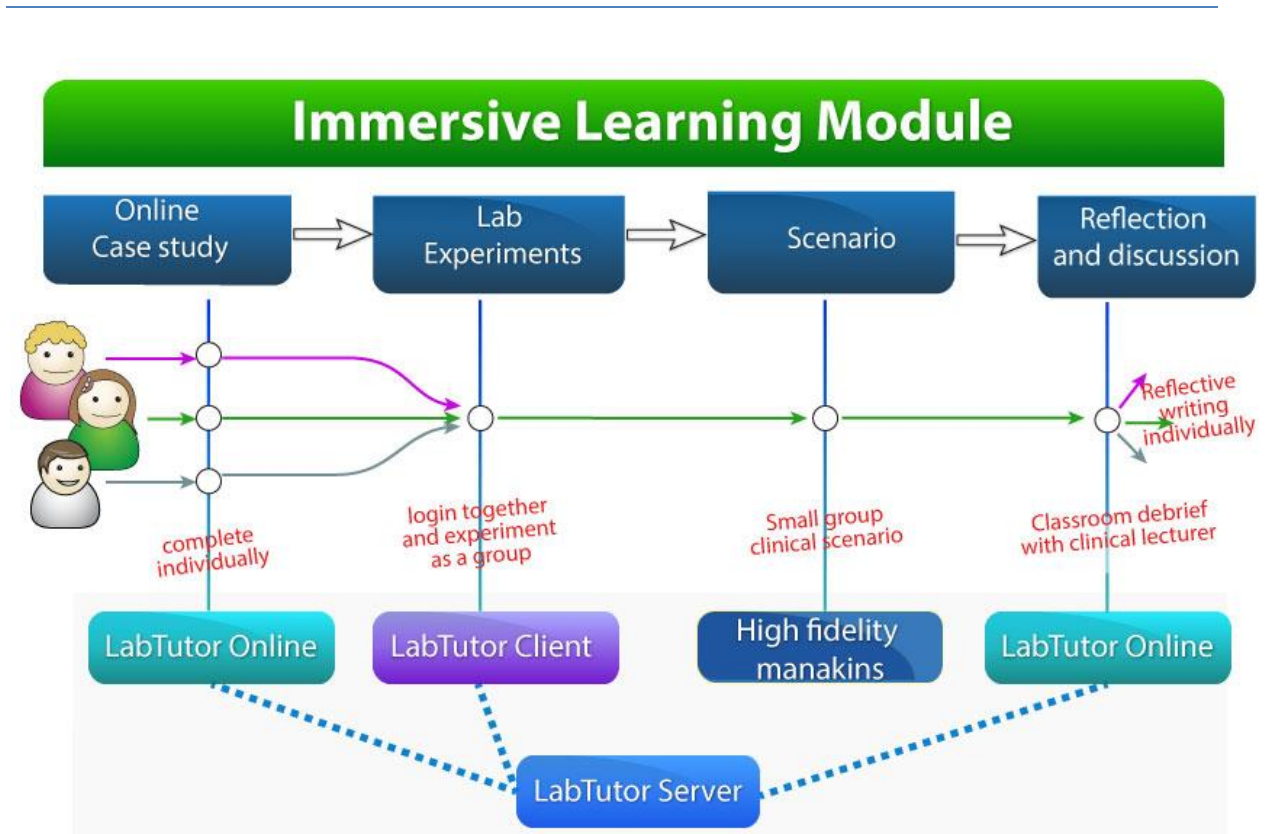 Immersive Learning Module
Online
Case study
Lab
Experiments
Scenario
Reflection
and discussion
Reflective
writing
individually
complete
individually
login together
and experiment
as a group
Small group
clinical scenario
Classroom debrief
with clinical lecturer
LabTutor Online
LabTutor Client
High fidelity
manakins
LabTutor Online
LabTutor Server